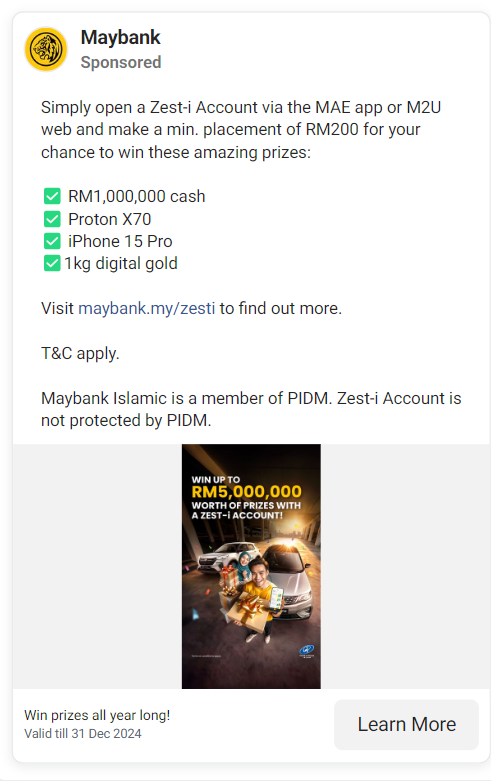 Maybank
Sponsored
Simply open a Zest-i Account via the MAE app or M2U
web and make a min. placement of RM200 for your
chance to win these amazing prizes:
✅ RM1,000,000 cash
✅ Proton X70
✅ iPhone 15 Pro
✅1kg digital gold
Visit maybank.my/zesti to find out more.
T&C apply.
Maybank Islamic is a member of PIDM. Zest-i Account is
not protected by PIDM.
WIN UP TO
RM5,000,000
WORTH OF PRIZES WITH
A ZEST-i ACCOUNT!
Win prizes all year long!
Valid till 31 Dec 2024
Learn More